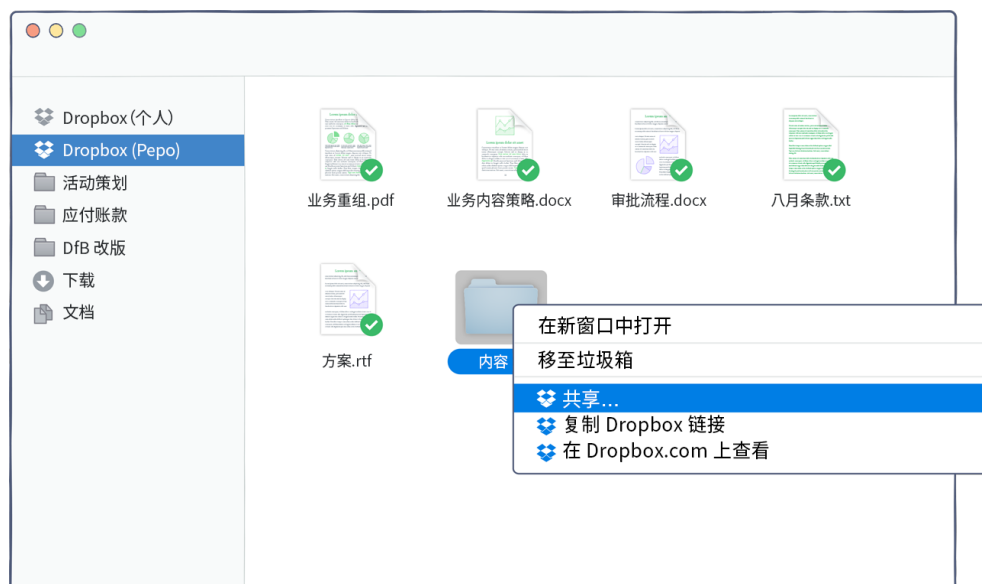 Dropbox (个人)
Dropbox (Pepo)
活动策划
应付账款
DfB 改版
下载
文档
业务重组.pdf
业务内容策略.docx
审批流程.docx
八月条款.txt
方案.rtf
内容
在新窗口中打开
移至垃圾箱
共享...
复制 Dropbox 链接
在 Dropbox.com 上查看